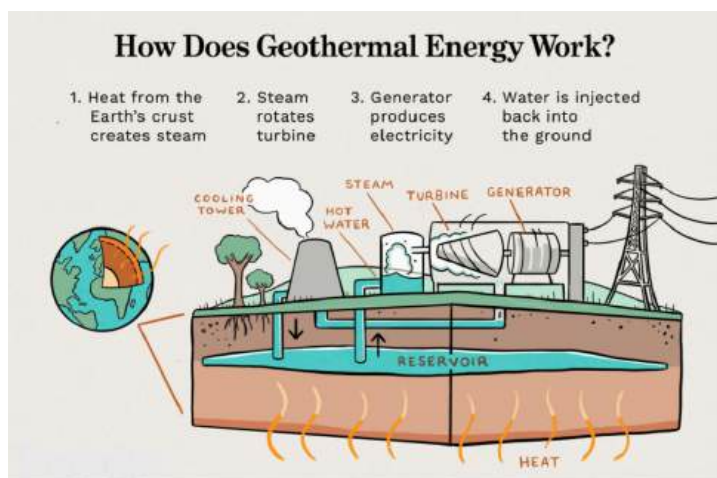 How Does Geothermal Energy Work?
1. Heat from the
Earth's crust
creates steam
2. Steam
rotates
turbine
3. Generator
produces
electricity
4. Water is injected
back into
the ground
COOLING
TOWER
HOT
WATER
STEAM
TURBINE
GENERATOR
RESERVOIR
HEAT